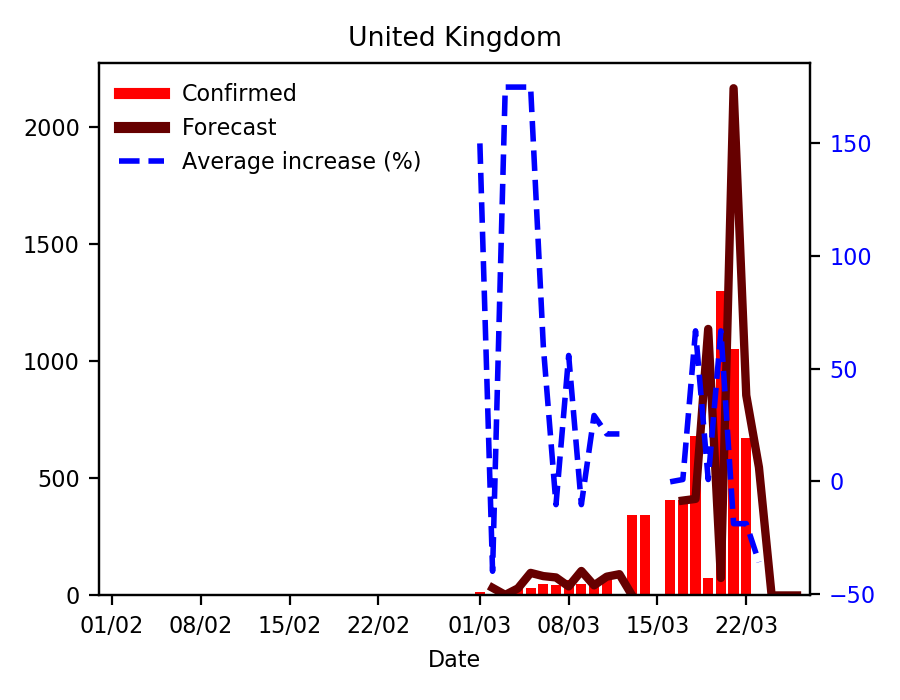 United Kingdom
Confirmed
Forecast
Average increase (%)
2000
1500
1000
500
0
150
100
50
0
−50
01/02 08/02 15/02 22/02 01/03 08/03 15/03 22/03
Date